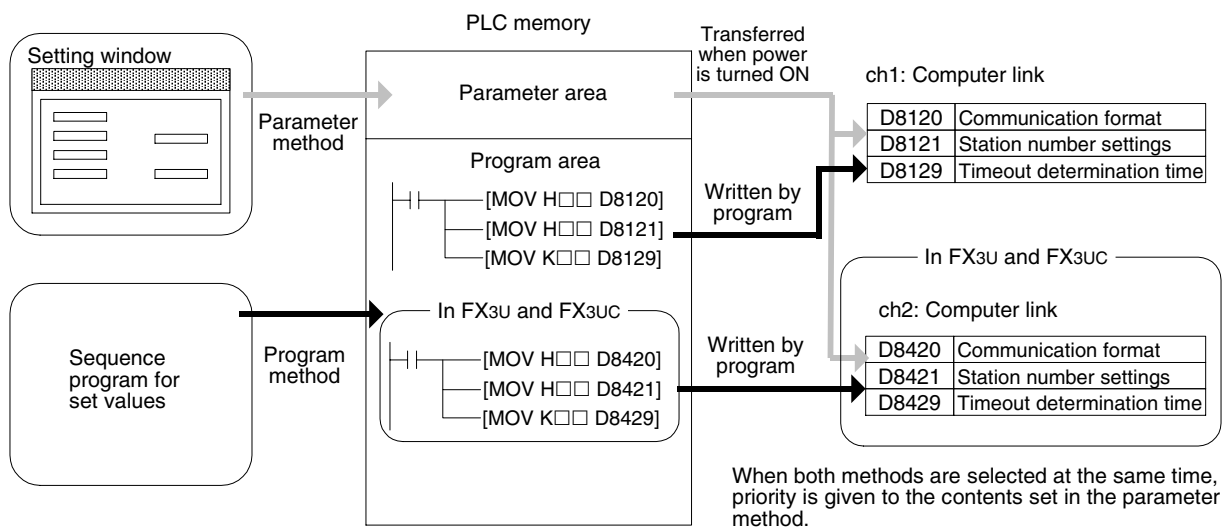 PLC memory
Setting window
Parameter
method
Parameter area
Transferred
when power
is turned ON
ch1: Computer link
D8120 Communication format
D8121 Station number settings
D8129 Timeout determination time
Program area
[MOV H□□ D8120]
[MOV H□□ D8121]
[MOV K□□ D8129]
Written by
program
Sequence
program for
set values
Program
method
In FX3U and FX3UC
[MOV H□□ D8420]
[MOV H□□ D8421]
[MOV K□□ D8429]
Written by
program
In FX3U and FX3UC
ch2: Computer link
D8420 Communication format
D8421 Station number settings
D8429 Timeout determination time
When both methods are selected at the same time,
priority is given to the contents set in the parameter
method.